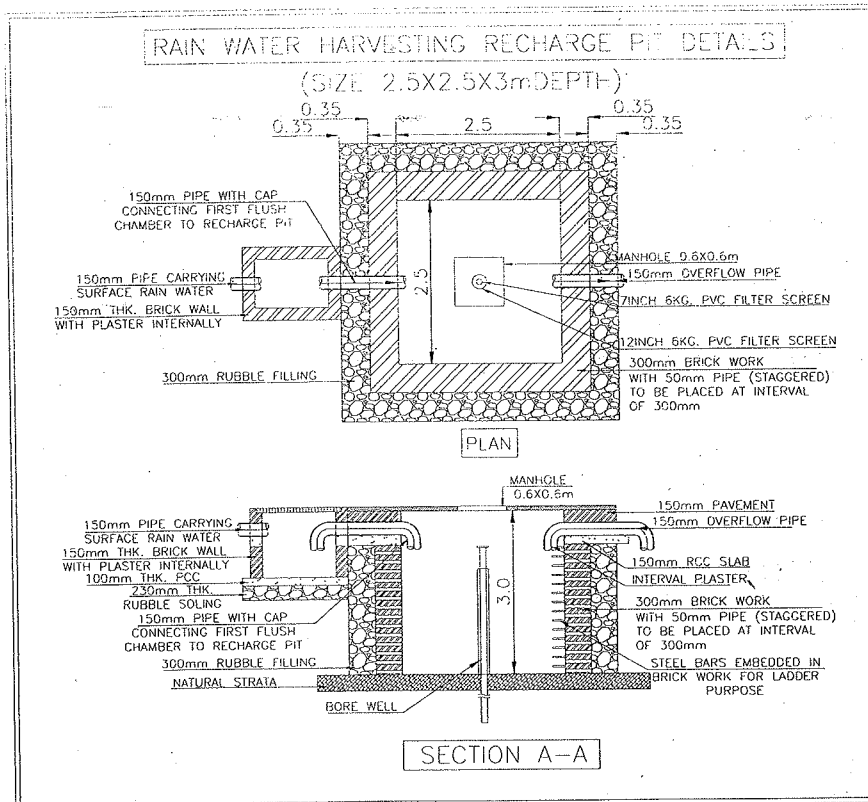 RAIN WATER HARVESTING RECHARGE PIT DETAILS
(SIZE 2.5X2.5X3mDEPTH)
0.35
0.35
2.5
0.35
0.35
150mm PIPE WITH CAP
CONNECTING FIRST FLUSH
CHAMBER TO RECHARGE PIT
150mm PIPE CARRYING
SURFACE RAIN WATER
150mm THK. BRICK WALL
WITH PLASTER INTERNALLY
300mm RUBBLE FILLING
2.5
MANHOLE 0.6X0.6m
150mm OVERFLOW PIPE
7INCH 6KG. PVC FILTER SCREEN
12INCH 6KG. PVC FILTER SCREEN
300mm BRICK WORK
WITH 50mm PIPE (STAGGERED)
TO BE PLACED AT INTERVAL
OF 300mm
PLAN
MANHOLE
0.6X0.6m
150mm PIPE CARRYING
SURFACE RAIN WATER
150mm THK. BRICK WALL
WITH PLASTER INTERNALLY
100mm THK. PCC
230mm THK.
RUBBLE SOLING
150mm PIPE WITH CAP
CONNECTING FIRST FLUSH
CHAMBER TO RECHARGE PIT
300mm RUBBLE FILLING
NATURAL STRATA
BORE WELL
3.0
150mm PAVEMENT
150mm OVERFLOW PIPE
150mm RCC SLAB
INTERVAL PLASTER
300mm BRICK WORK
WITH 50mm PIPE (STAGGERED)
TO BE PLACED AT INTERVAL
OF 300mm
STEEL BARS EMBEDDED IN
BRICK WORK FOR LADDER
PURPOSE
SECTION A-A